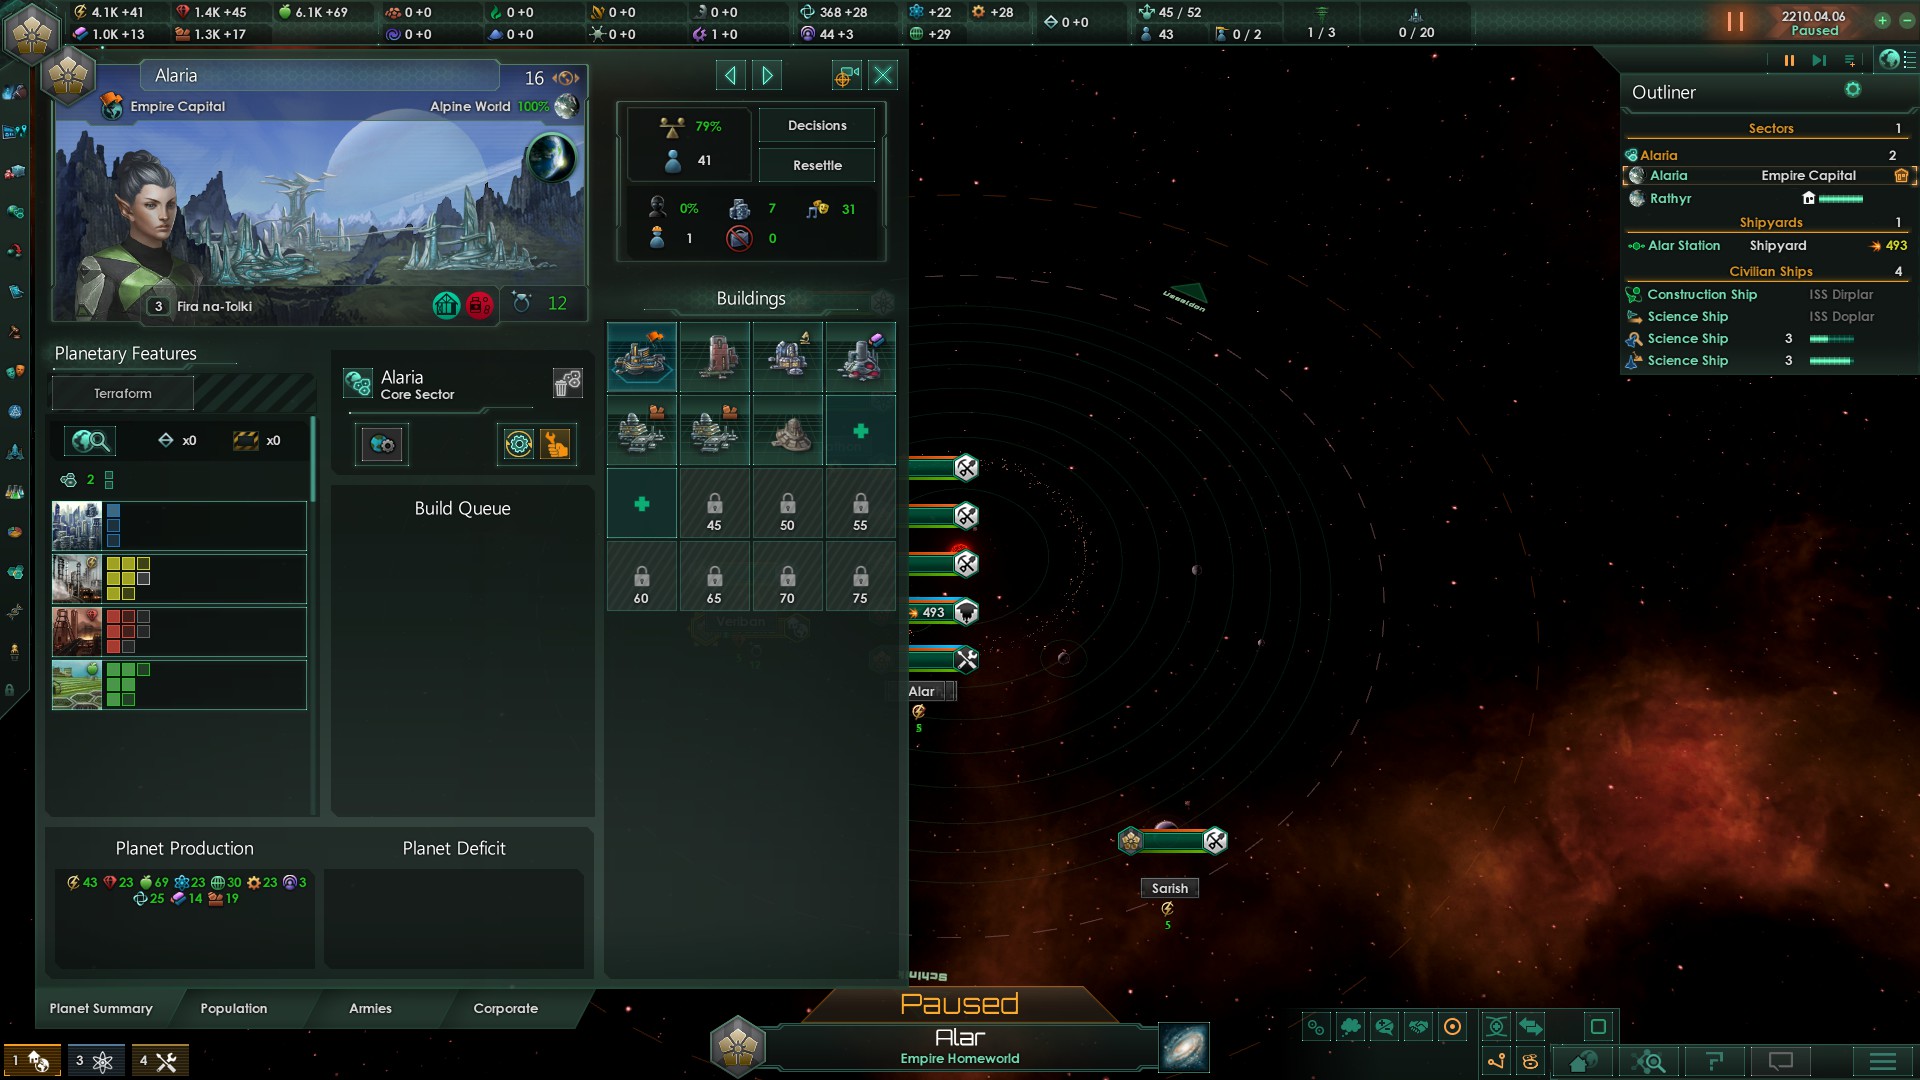 4.1K +41 1.4K +45 6.1K +69 0 +0 0 +0 0 +0 0 +0 368 +28 +22 +28 0 +0 45 / 52
1.0K +13 1.3K +17 0 +0 0 +0 0 +0 1 +0 44 +3 +29 43 0 / 2 1 / 3 0 / 20
2210.04.06
Paused
Alaria 16
Empire Capital Alpine World 100%
3 Fira na-Tolki 12
79% Decisions
41 Resettle
0% 7 31
1 0
Planetary Features
Terraform
x0 x0
2
Alaria
Core Sector
Build Queue
Buildings
45 50 55
60 65 70 75
Planet Production
43 23 69 23 30 23 3
25 14 19
Planet Deficit
Planet Summary Population Armies Corporate
1 3 4
Outliner
Sectors 1
Alaria 2
Alaria Empire Capital
Rathyr
Shipyards 1
Alar Station Shipyard 493
Civilian Ships 4
Construction Ship ISS Dirplar
Science Ship ISS Doplar
Science Ship 3
Science Ship 3
Usseldon
Veriban
493
Alar
5
Sarish
5
Paused
Alar
Empire Homeworld